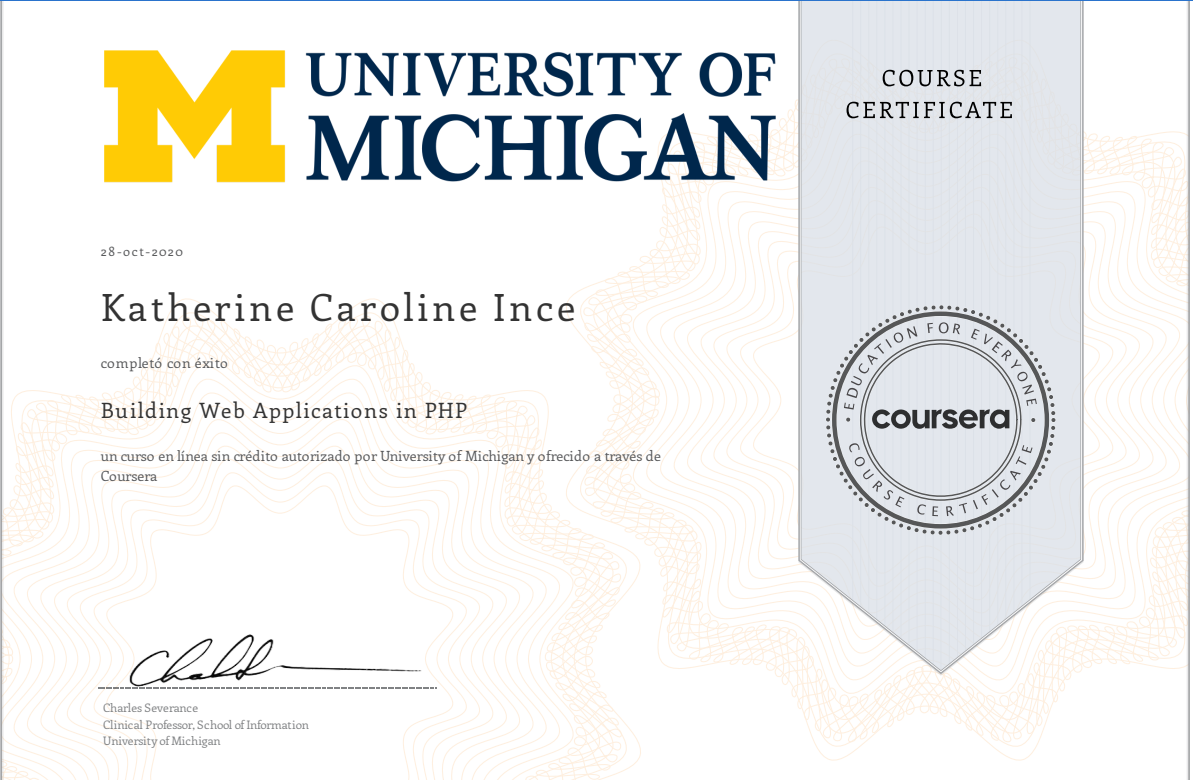 UNIVERSITY OF
MICHIGAN
COURSE
CERTIFICATE
28-oct-2020
Katherine Caroline Ince
completó con éxito
Building Web Applications in PHP
un curso en línea sin crédito autorizado por University of Michigan y ofrecido a través de
Coursera
EDUCATION FOR EVERYONE
coursera
COURSE CERTIFICATE
Charles Severance
Clinical Professor, School of Information
University of Michigan